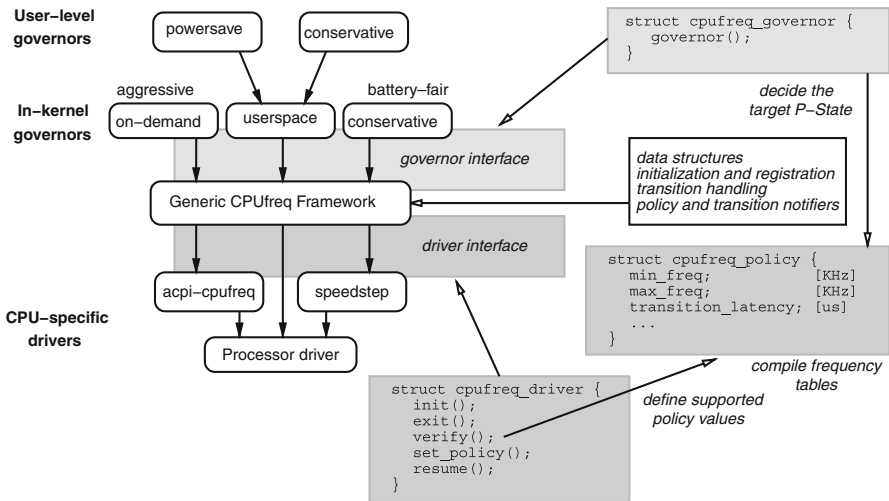 User-level
governors
powersave
conservative
struct cpufreq_governor {
governor();
}
decide the
target P-State
In-kernel
governors
aggressive
on-demand
userspace
battery-fair
conservative
governor interface
data structures
initialization and registration
transition handling
policy and transition notifiers
Generic CPUfreq Framework
driver interface
struct cpufreq_policy {
min_freq; [KHz]
max_freq; [KHz]
transition_latency; [us]
...
}
compile frequency
tables
CPU-specific
drivers
acpi-cpufreq
speedstep
Processor driver
struct cpufreq_driver {
init();
exit();
verify();
set_policy();
resume();
}
define supported
policy values